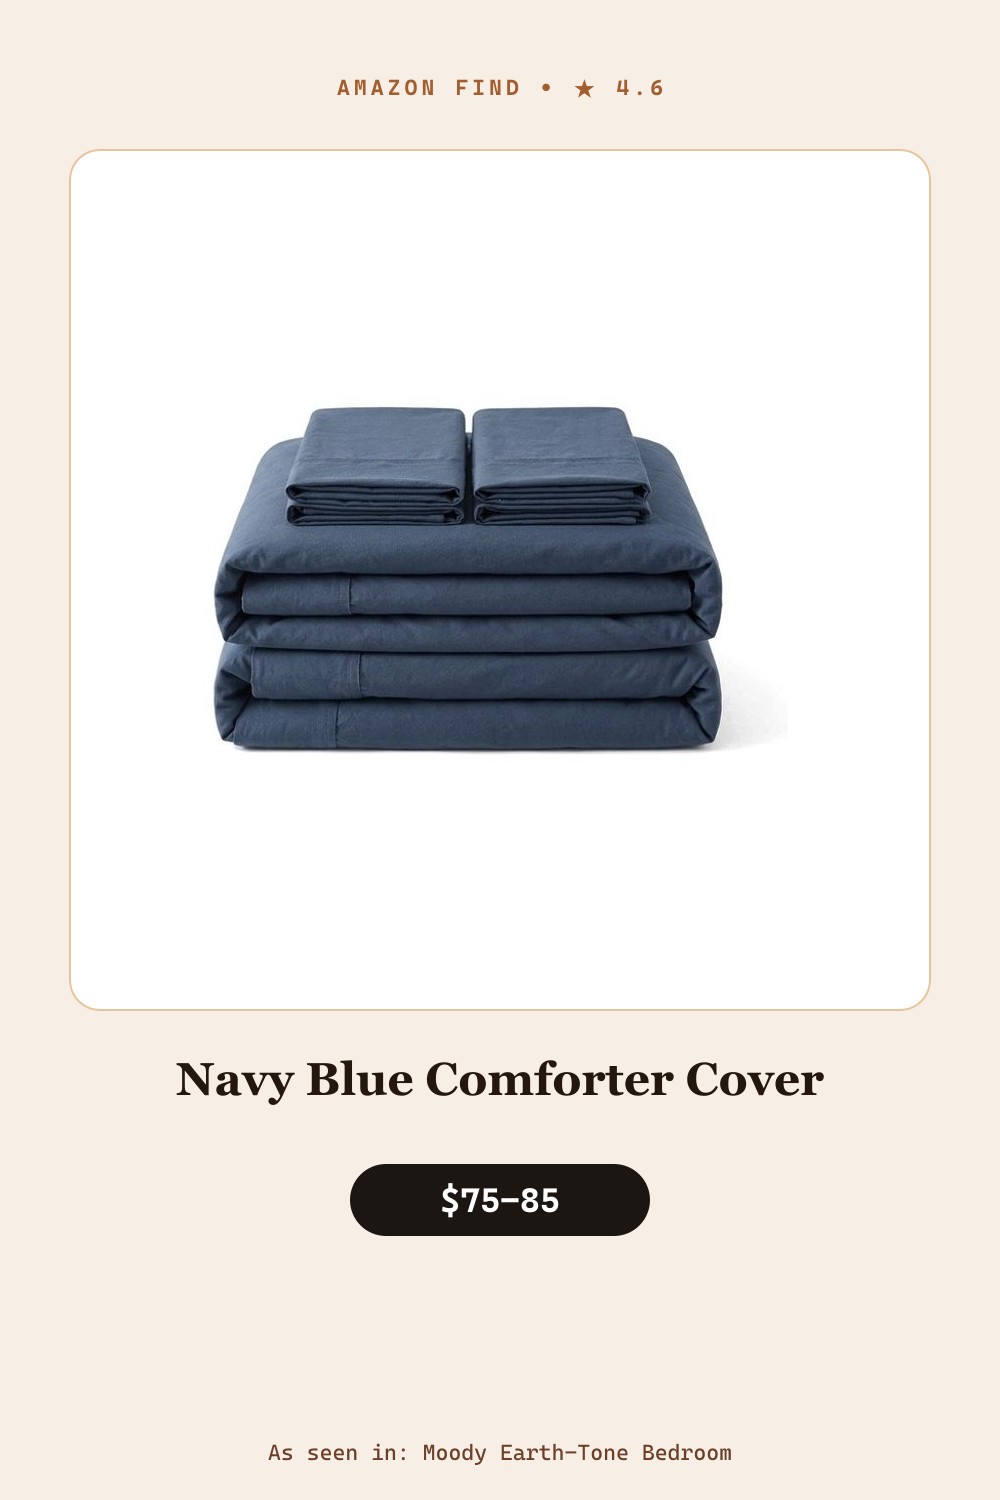 AMAZON FIND • ★ 4.6
Navy Blue Comforter Cover
$75–85
As seen in: Moody Earth-Tone Bedroom